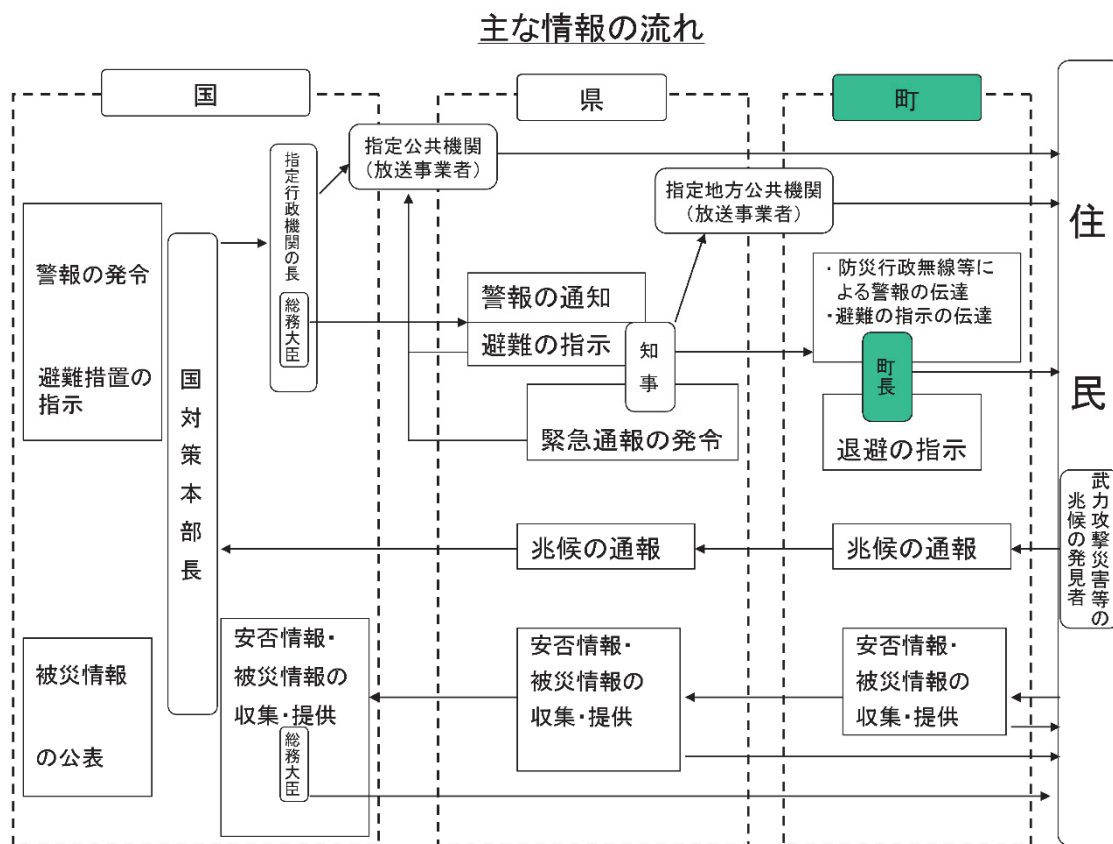 主な情報の流れ
国
県
町
指定公共機関
(放送事業者)
指定行政機関の長
総務大臣
指定地方公共機関
(放送事業者)
住民
警報の発令
避難措置の
指示
国対策本部長
警報の通知
避難の指示
知事
緊急通報の発令
・防災行政無線等に
よる警報の伝達
・避難の指示の伝達
町長
退避の指示
兆候の通報
兆候の通報
武力攻撃災害等の
兆候の発見者
被災情報
の公表
安否情報・
被災情報の
収集・提供
総務大臣
安否情報・
被災情報の
収集・提供
安否情報・
被災情報の
収集・提供